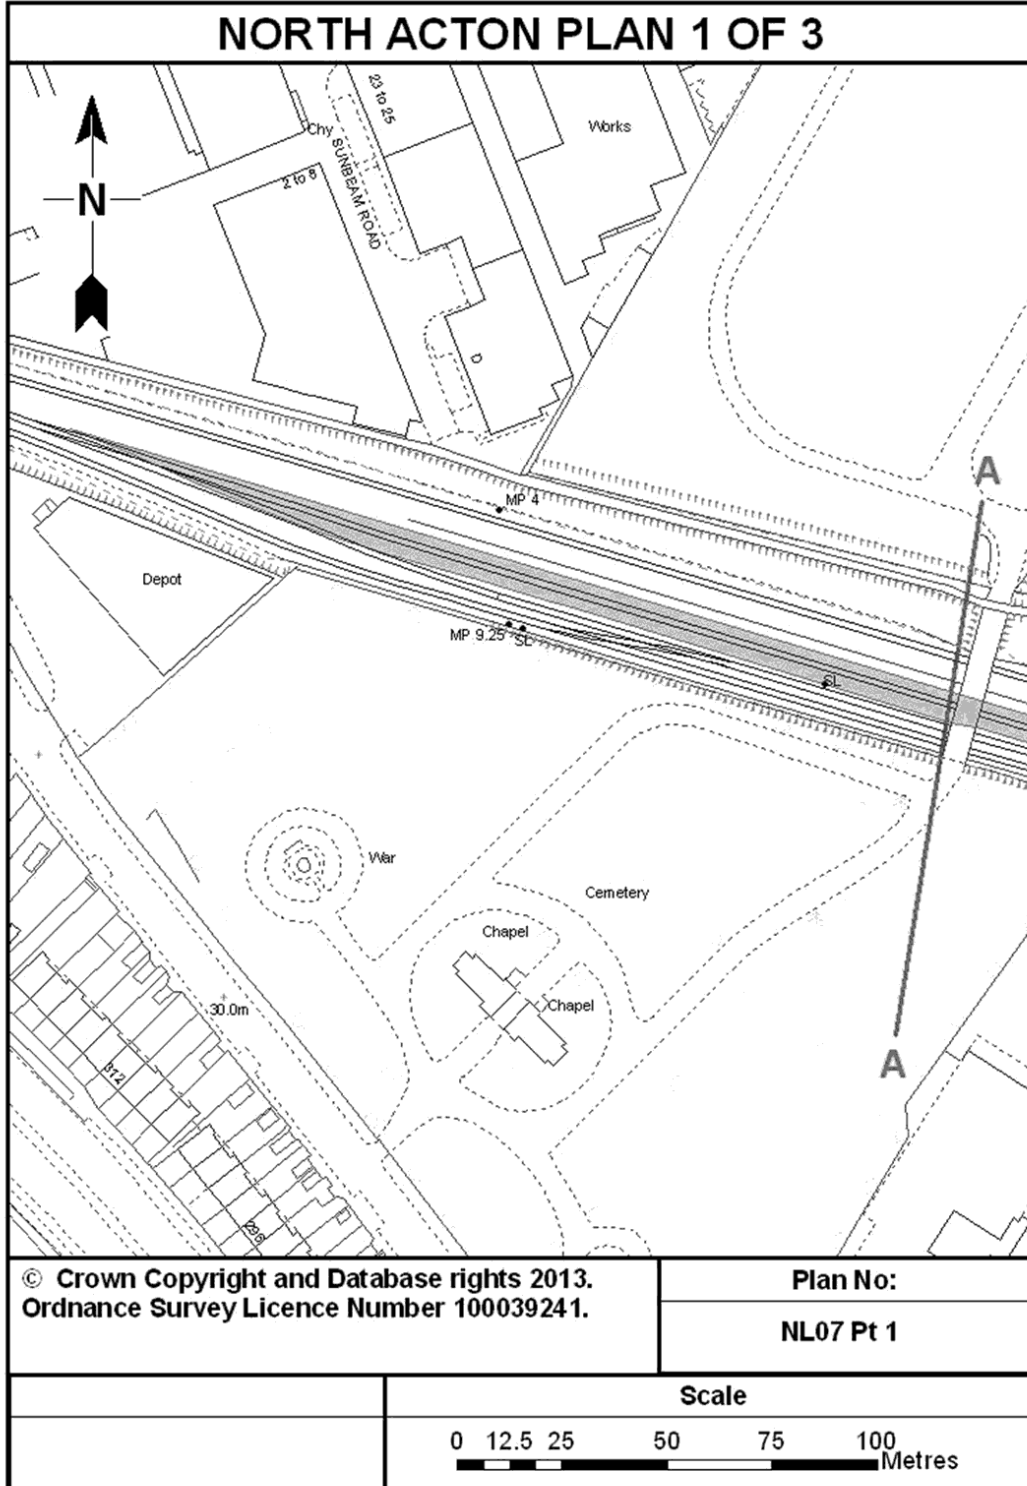 NORTH ACTON PLAN 1 OF 3
23 to 25
Works
Chy
SUNBEAM ROAD
2 to 8
N
D
A
MP 4
Depot
MP 9.25
SL
SL
War
Cemetery
Chapel
Chapel
30.0m
A
312
296
© Crown Copyright and Database rights 2013.
Ordnance Survey Licence Number 100039241.
Plan No:
NL07 Pt 1
Scale
0 12.5 25 50 75 100
Metres